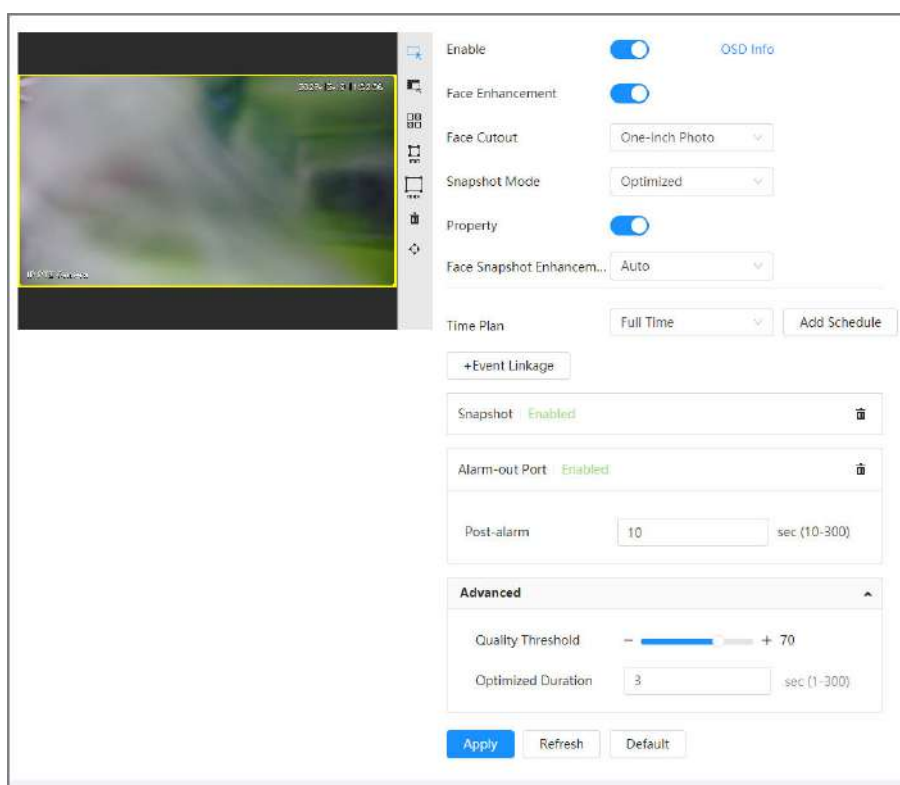 Enable
OSD Info
Face Enhancement
Face Cutout
One-inch Photo
Snapshot Mode
Optimized
Property
Face Snapshot Enhancem...
Auto
Time Plan
Full Time
Add Schedule
+Event Linkage
Snapshot Enabled
Alarm-out Port Enabled
Post-alarm
10
sec (10-300)
Advanced
Quality Threshold
− + 70
Optimized Duration
3
sec (1-300)
Apply
Refresh
Default